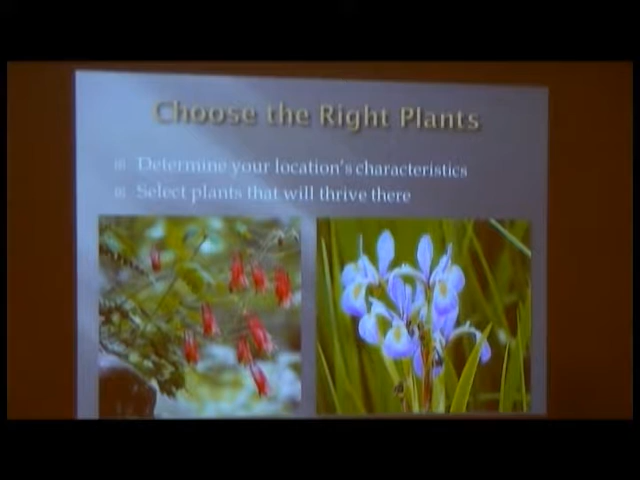 Choose the Right Plants
Determine your location's characteristics
Select plants that will thrive there